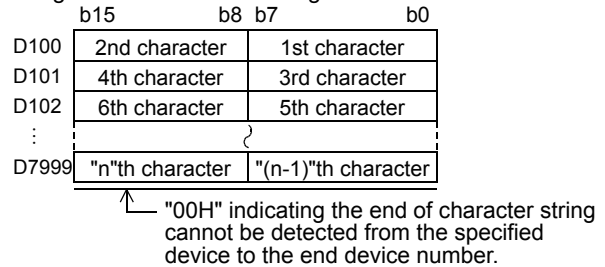 b15 b8 b7 b0
D100 2nd character 1st character
D101 4th character 3rd character
D102 6th character 5th character
⋮
D7999 "n"th character "(n-1)"th character
"00H" indicating the end of character string
cannot be detected from the specified
device to the end device number.